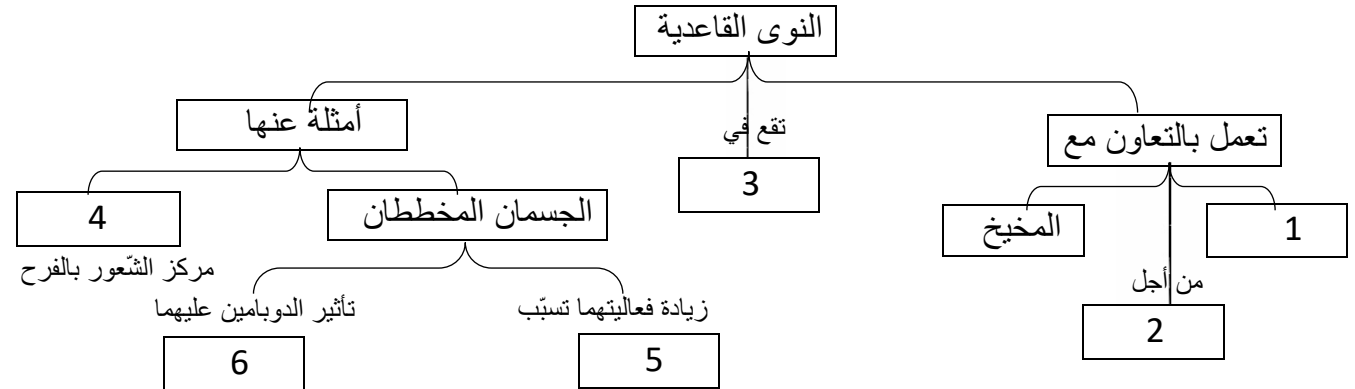 النوى القاعدية
أمثلة عنها
تقع في
تعمل بالتعاون مع
3
4
الجسمان المخططان
المخيخ
1
مركز الشّعور بالفرح
من أجل
تأثير الدوبامين عليهما
زيادة فعاليتهما تسبّب
2
6
5